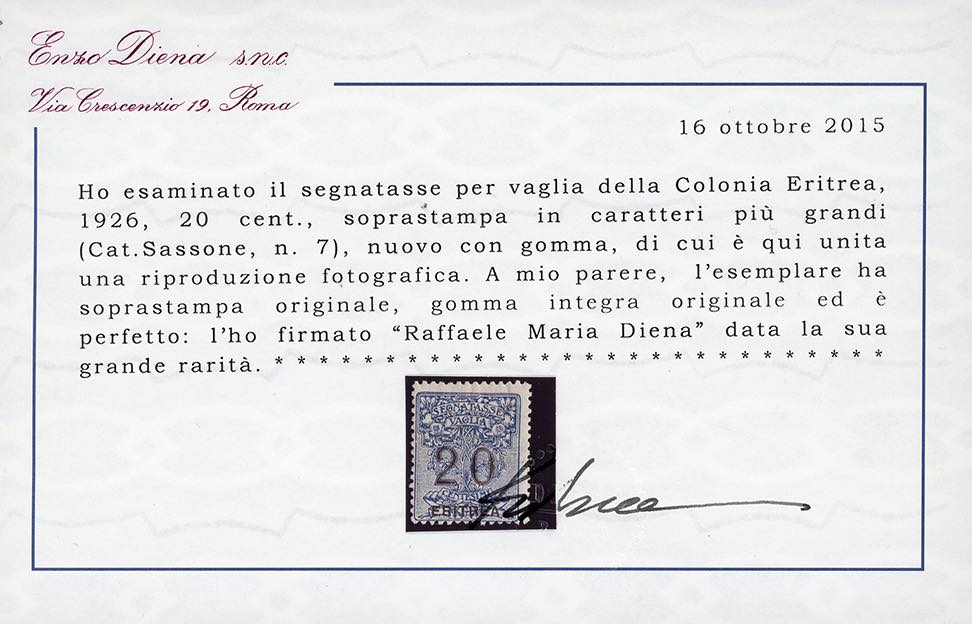 Enzo Diena s.n.c.
Via Crescenzio 19, Roma
16 ottobre 2015
Ho esaminato il segnatasse per vaglia della Colonia Eritrea,
1926, 20 cent., soprastampa in caratteri più grandi
(Cat.Sassone, n. 7), nuovo con gomma, di cui è qui unita
una riproduzione fotografica. A mio parere, l'esemplare ha
soprastampa originale, gomma integra originale ed è
perfetto: l'ho firmato “Raffaele Maria Diena” data la sua
grande rarità. * * * * * * * * * * * * * * * * * * * * * * * * * * * *
SEGNATASSE
VAGLIA
20
ERITREA